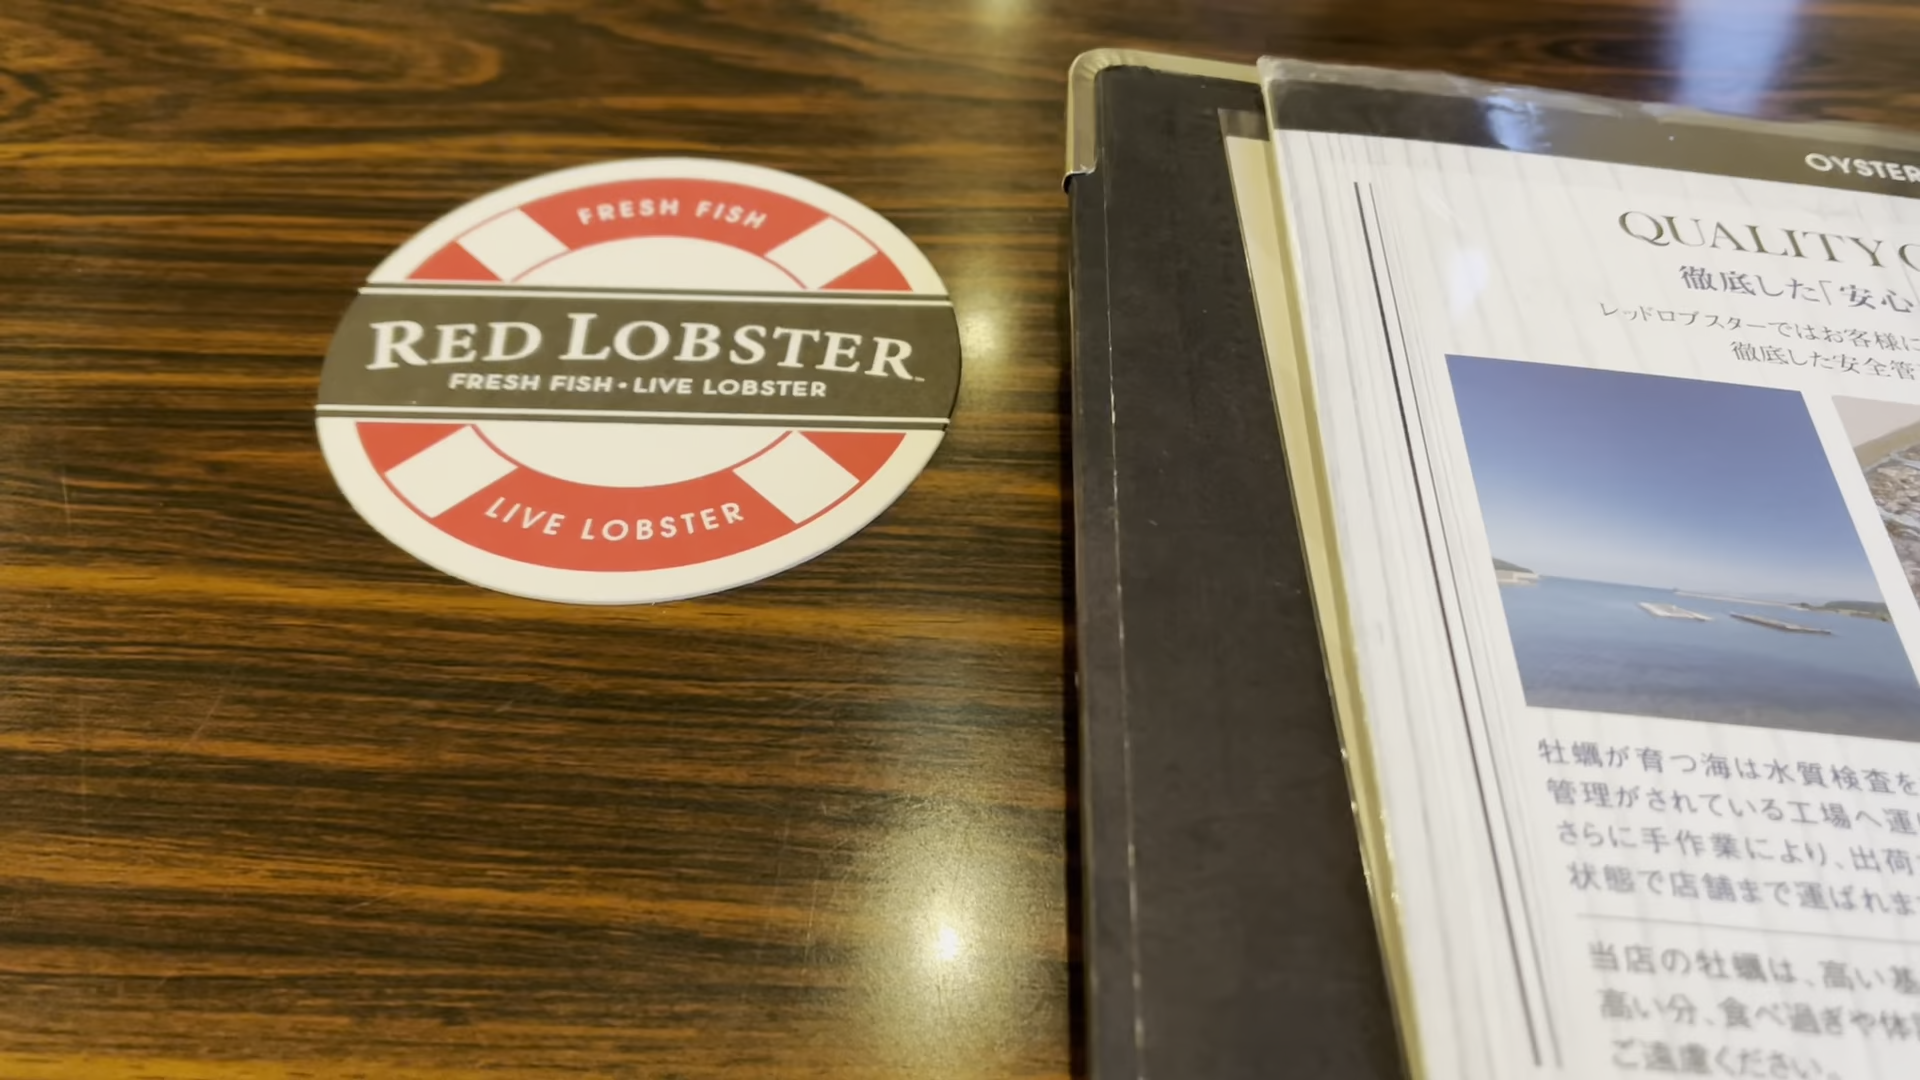 FRESH FISH
RED LOBSTER™
FRESH FISH • LIVE LOBSTER
LIVE LOBSTER
OYSTER
QUALITY
徹底した「安心
レッドロブスターではお客様に
徹底した安全管
牡蠣が育つ海は水質検査を
管理がされている工場へ運
さらに手作業により、出荷
状態で店舗まで運ばれま
当店の牡蠣は、高い基
高い分、食べ過ぎや体
ご遠慮ください。